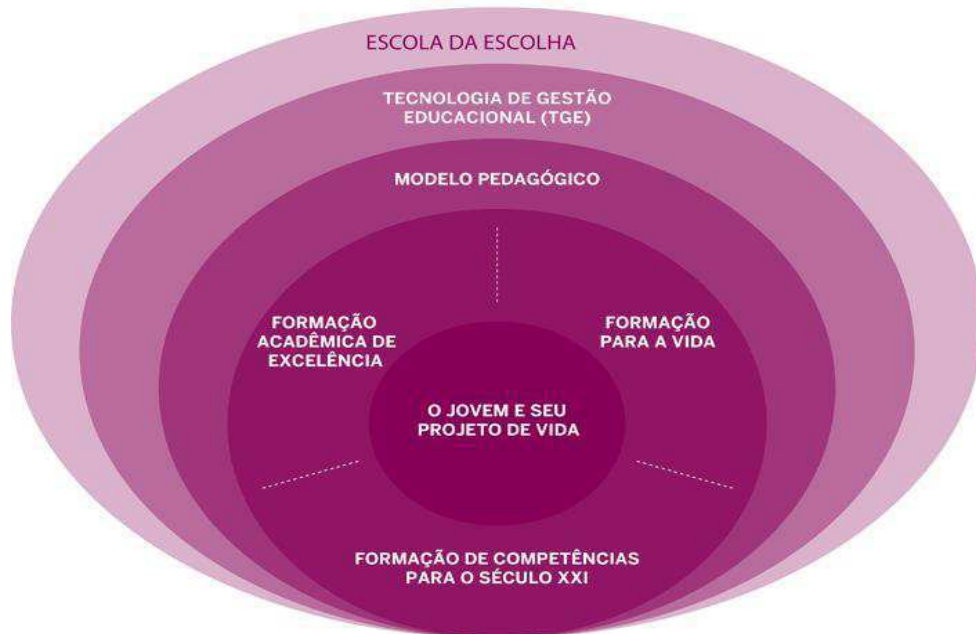 ESCOLA DA ESCOLHA
TECNOLOGIA DE GESTÃO
EDUCACIONAL (TGE)
MODELO PEDAGÓGICO
FORMAÇÃO
ACADÊMICA DE
EXCELÊNCIA
FORMAÇÃO
PARA A VIDA
O JOVEM E SEU
PROJETO DE VIDA
FORMAÇÃO DE COMPETÊNCIAS
PARA O SÉCULO XXI